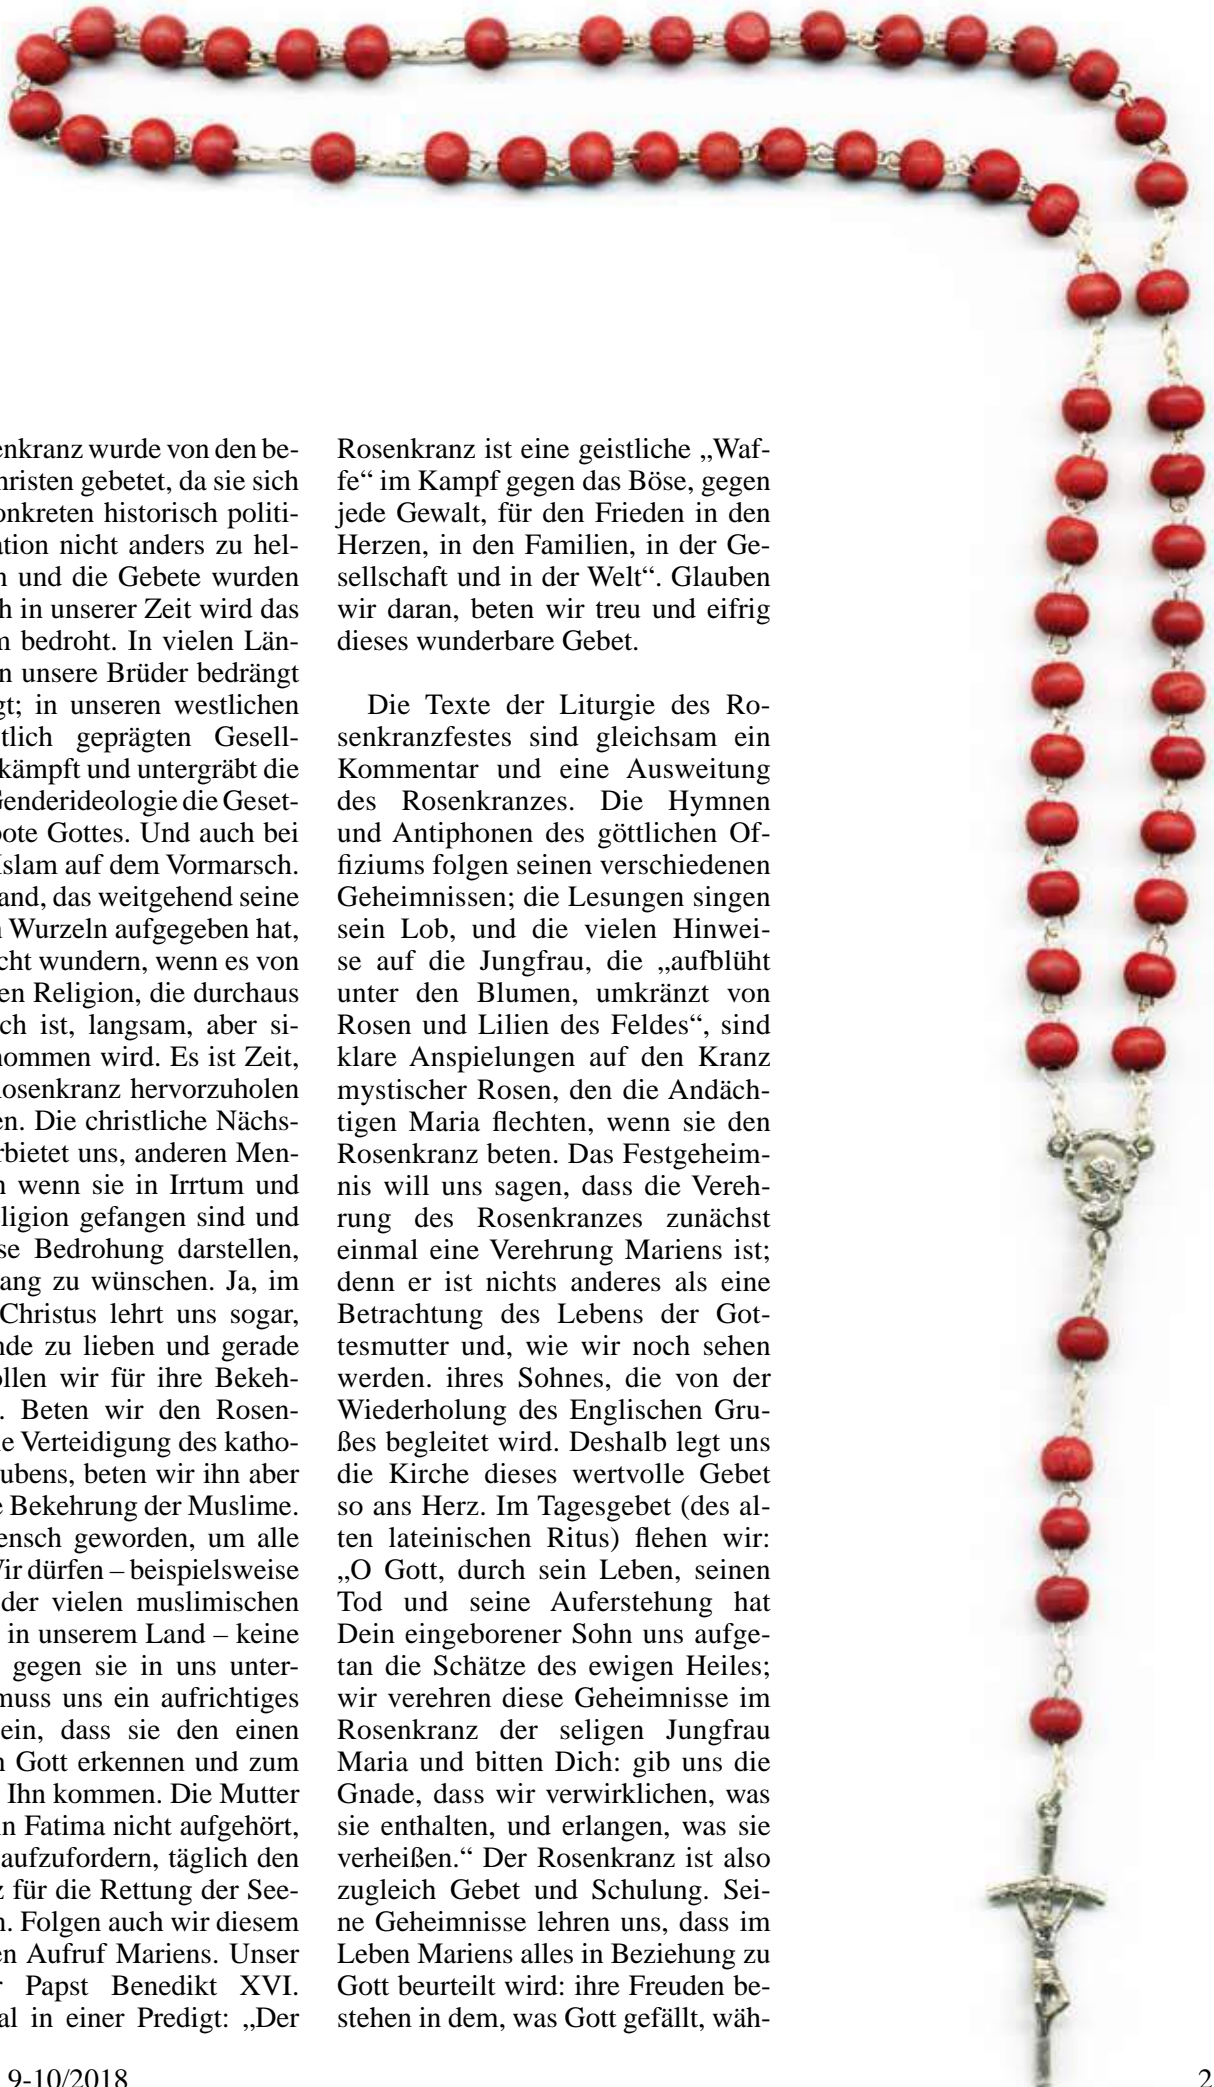 enkranz wurde von den be-
hristen gebetet, da sie sich
onkreten historisch politi-
ation nicht anders zu hel-
n und die Gebete wurden
h in unserer Zeit wird das
m bedroht. In vielen Län-
n unsere Brüder bedrängt
gt; in unseren westlichen
tlich geprägten Gesell-
kämpft und untergräbt die
Genderideologie die Geset-
bote Gottes. Und auch bei
Islam auf dem Vormarsch.
and, das weitgehend seine
n Wurzeln aufgegeben hat,
cht wundern, wenn es von
en Religion, die durchaus
ch ist, langsam, aber si-
nommen wird. Es ist Zeit,
Rosenkranz hervorzuholen
en. Die christliche Nächs-
rbietet uns, anderen Men-
n wenn sie in Irrtum und
ligion gefangen sind und
se Bedrohung darstellen,
ang zu wünschen. Ja, im
Christus lehrt uns sogar,
nde zu lieben und gerade
ollen wir für ihre Bekeh-
. Beten wir den Rosen-
ie Verteidigung des katho-
ubens, beten wir ihn aber
e Bekehrung der Muslime.
ensch geworden, um alle
Wir dürfen – beispielsweise
der vielen muslimischen
in unserem Land – keine
gegen sie in uns unter-
muss uns ein aufrichtiges
ein, dass sie den einen
n Gott erkennen und zum
Ihn kommen. Die Mutter
in Fatima nicht aufgehört,
aufzufordern, täglich den
z für die Rettung der See-
n. Folgen auch wir diesem
en Aufruf Mariens. Unser
r Papst Benedikt XVI.
al in einer Predigt: „Der
Rosenkranz ist eine geistliche „Waf-
fe“ im Kampf gegen das Böse, gegen
jede Gewalt, für den Frieden in den
Herzen, in den Familien, in der Ge-
sellschaft und in der Welt“. Glauben
wir daran, beten wir treu und eifrig
dieses wunderbare Gebet.
Die Texte der Liturgie des Ro-
senkranzfestes sind gleichsam ein
Kommentar und eine Ausweitung
des Rosenkranzes. Die Hymnen
und Antiphonen des göttlichen Of-
fiziums folgen seinen verschiedenen
Geheimnissen; die Lesungen singen
sein Lob, und die vielen Hinwei-
se auf die Jungfrau, die „aufblüht
unter den Blumen, umkränzt von
Rosen und Lilien des Feldes“, sind
klare Anspielungen auf den Kranz
mystischer Rosen, den die Andäch-
tigen Maria flechten, wenn sie den
Rosenkranz beten. Das Festgeheim-
nis will uns sagen, dass die Vereh-
rung des Rosenkranzes zunächst
einmal eine Verehrung Mariens ist;
denn er ist nichts anderes als eine
Betrachtung des Lebens der Got-
tesmutter und, wie wir noch sehen
werden. ihres Sohnes, die von der
Wiederholung des Englischen Gru-
ßes begleitet wird. Deshalb legt uns
die Kirche dieses wertvolle Gebet
so ans Herz. Im Tagesgebet (des al-
ten lateinischen Ritus) flehen wir:
„O Gott, durch sein Leben, seinen
Tod und seine Auferstehung hat
Dein eingeborener Sohn uns aufge-
tan die Schätze des ewigen Heiles;
wir verehren diese Geheimnisse im
Rosenkranz der seligen Jungfrau
Maria und bitten Dich: gib uns die
Gnade, dass wir verwirklichen, was
sie enthalten, und erlangen, was sie
verheißen.“ Der Rosenkranz ist also
zugleich Gebet und Schulung. Sei-
ne Geheimnisse lehren uns, dass im
Leben Mariens alles in Beziehung zu
Gott beurteilt wird: ihre Freuden be-
stehen in dem, was Gott gefällt, wäh-
9-10/2018
2